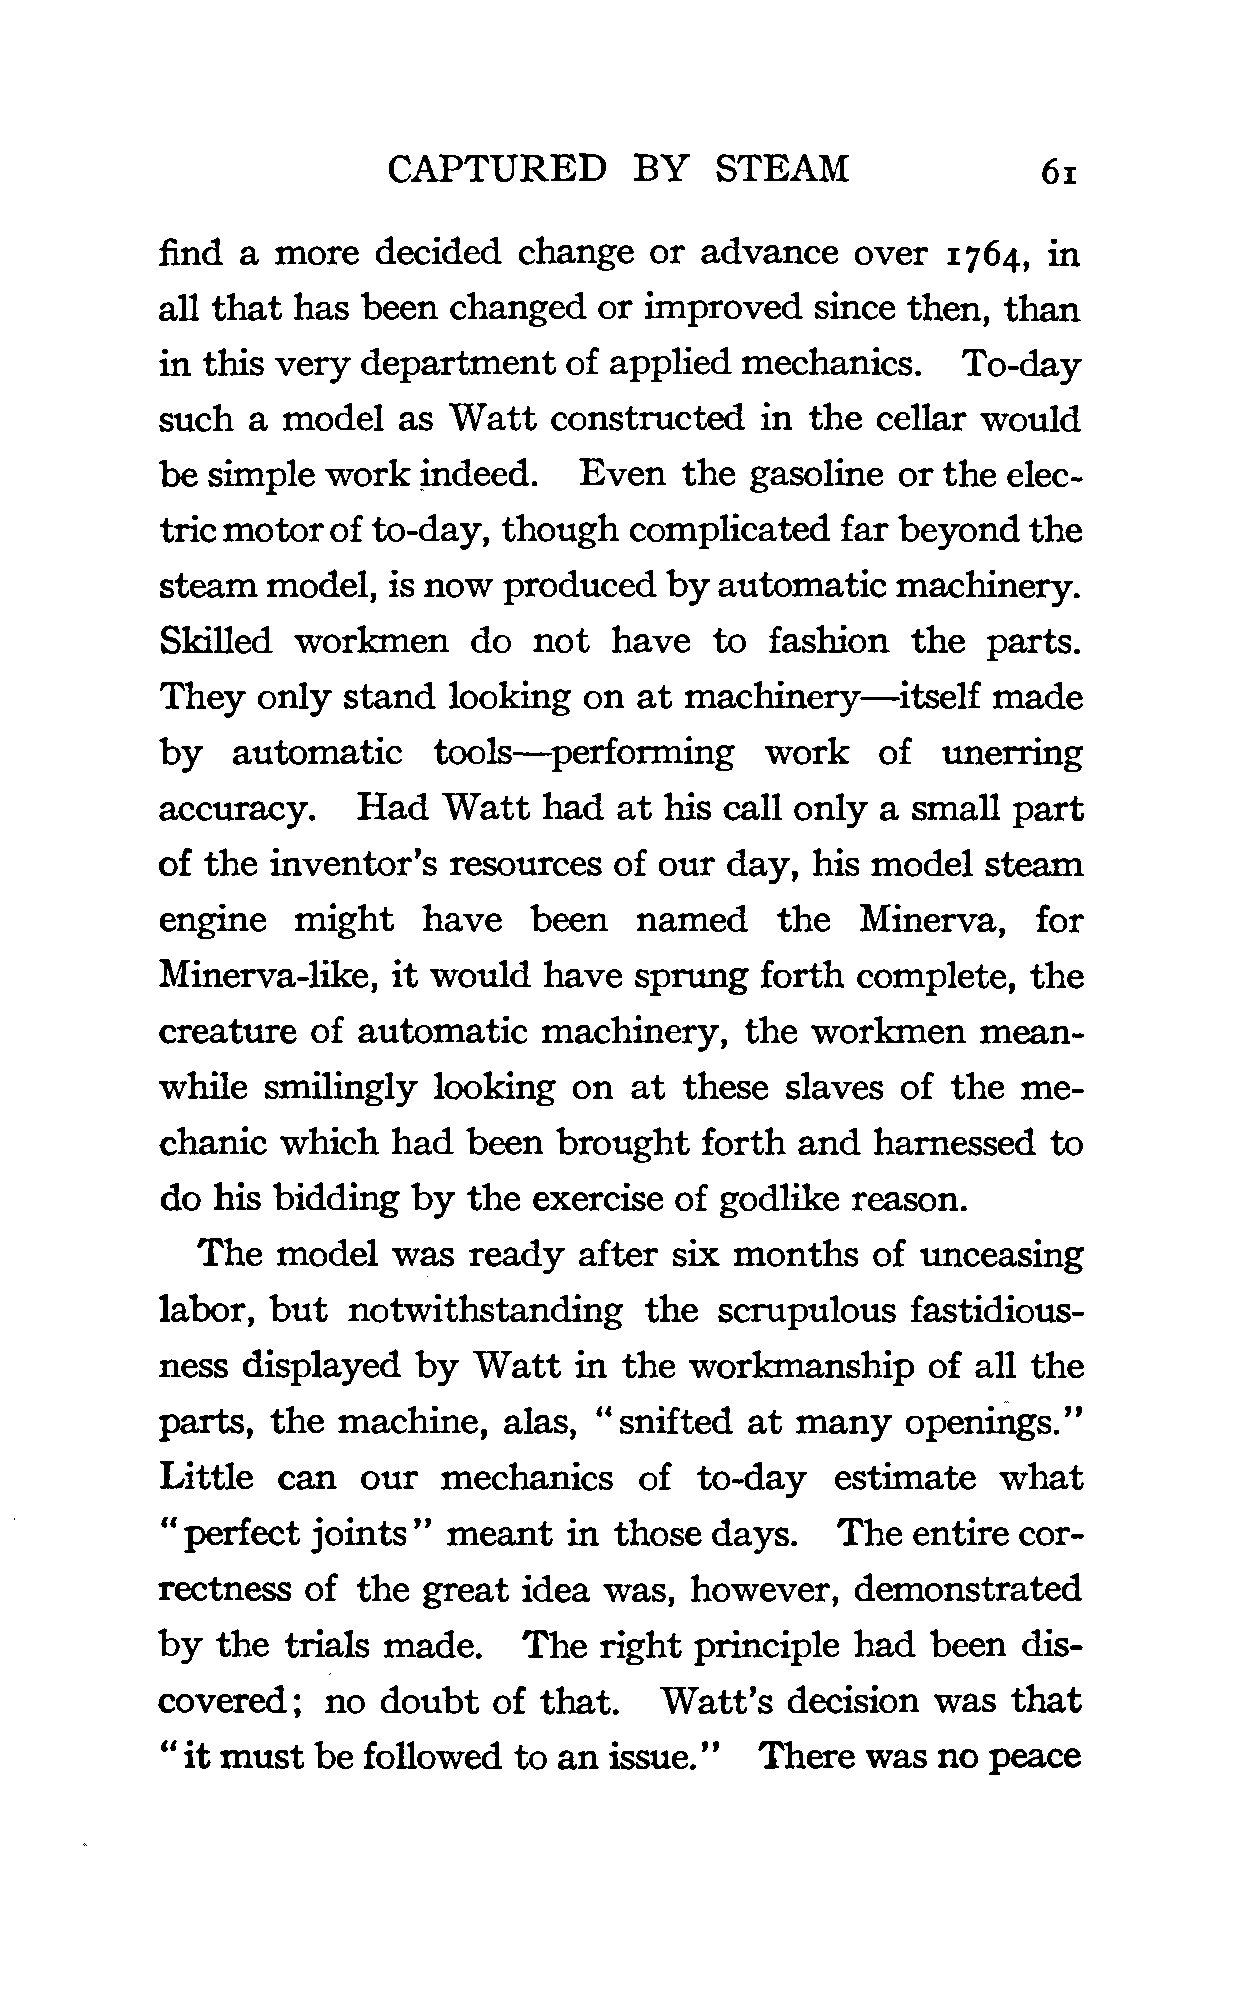 CAPTURED BY STEAM 61
find a more decided change or advance over 1764, in
all that has been changed or improved since then, than
in this very department of applied mechanics. To-day
such a model as Watt constructed in the cellar would
be simple work indeed. Even the gasoline or the elec-
tric motor of to-day, though complicated far beyond the
steam model, is now produced by automatic machinery.
Skilled workmen do not have to fashion the parts.
They only stand looking on at machinery—itself made
by automatic tools—performing work of unerring
accuracy. Had Watt had at his call only a small part
of the inventor's resources of our day, his model steam
engine might have been named the Minerva, for
Minerva-like, it would have sprung forth complete, the
creature of automatic machinery, the workmen mean-
while smilingly looking on at these slaves of the me-
chanic which had been brought forth and harnessed to
do his bidding by the exercise of godlike reason.
The model was ready after six months of unceasing
labor, but notwithstanding the scrupulous fastidious-
ness displayed by Watt in the workmanship of all the
parts, the machine, alas, "snifted at many openings."
Little can our mechanics of to-day estimate what
"perfect joints" meant in those days. The entire cor-
rectness of the great idea was, however, demonstrated
by the trials made. The right principle had been dis-
covered; no doubt of that. Watt's decision was that
"it must be followed to an issue." There was no peace